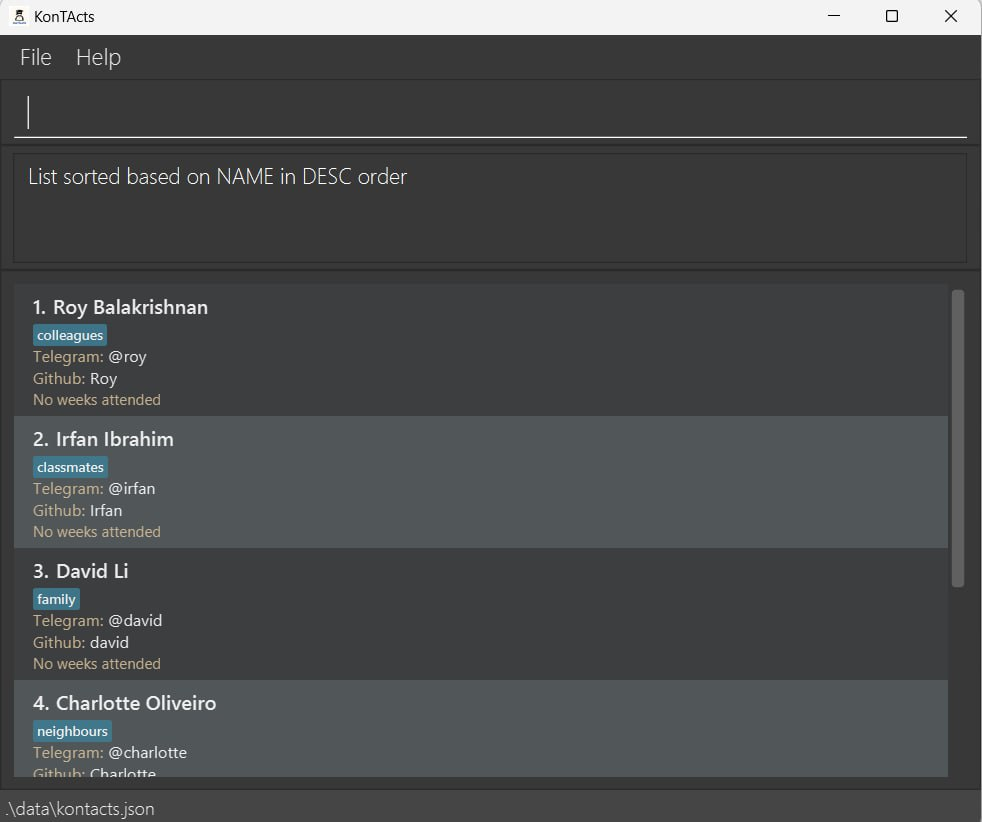 KonTActs
File Help
List sorted based on NAME in DESC order
1. Roy Balakrishnan
colleagues
Telegram: @roy
Github: Roy
No weeks attended
2. Irfan Ibrahim
classmates
Telegram: @irfan
Github: Irfan
No weeks attended
3. David Li
family
Telegram: @david
Github: david
No weeks attended
4. Charlotte Oliveiro
neighbours
Telegram: @charlotte
Github: Charlotte
.\data\kontacts.json